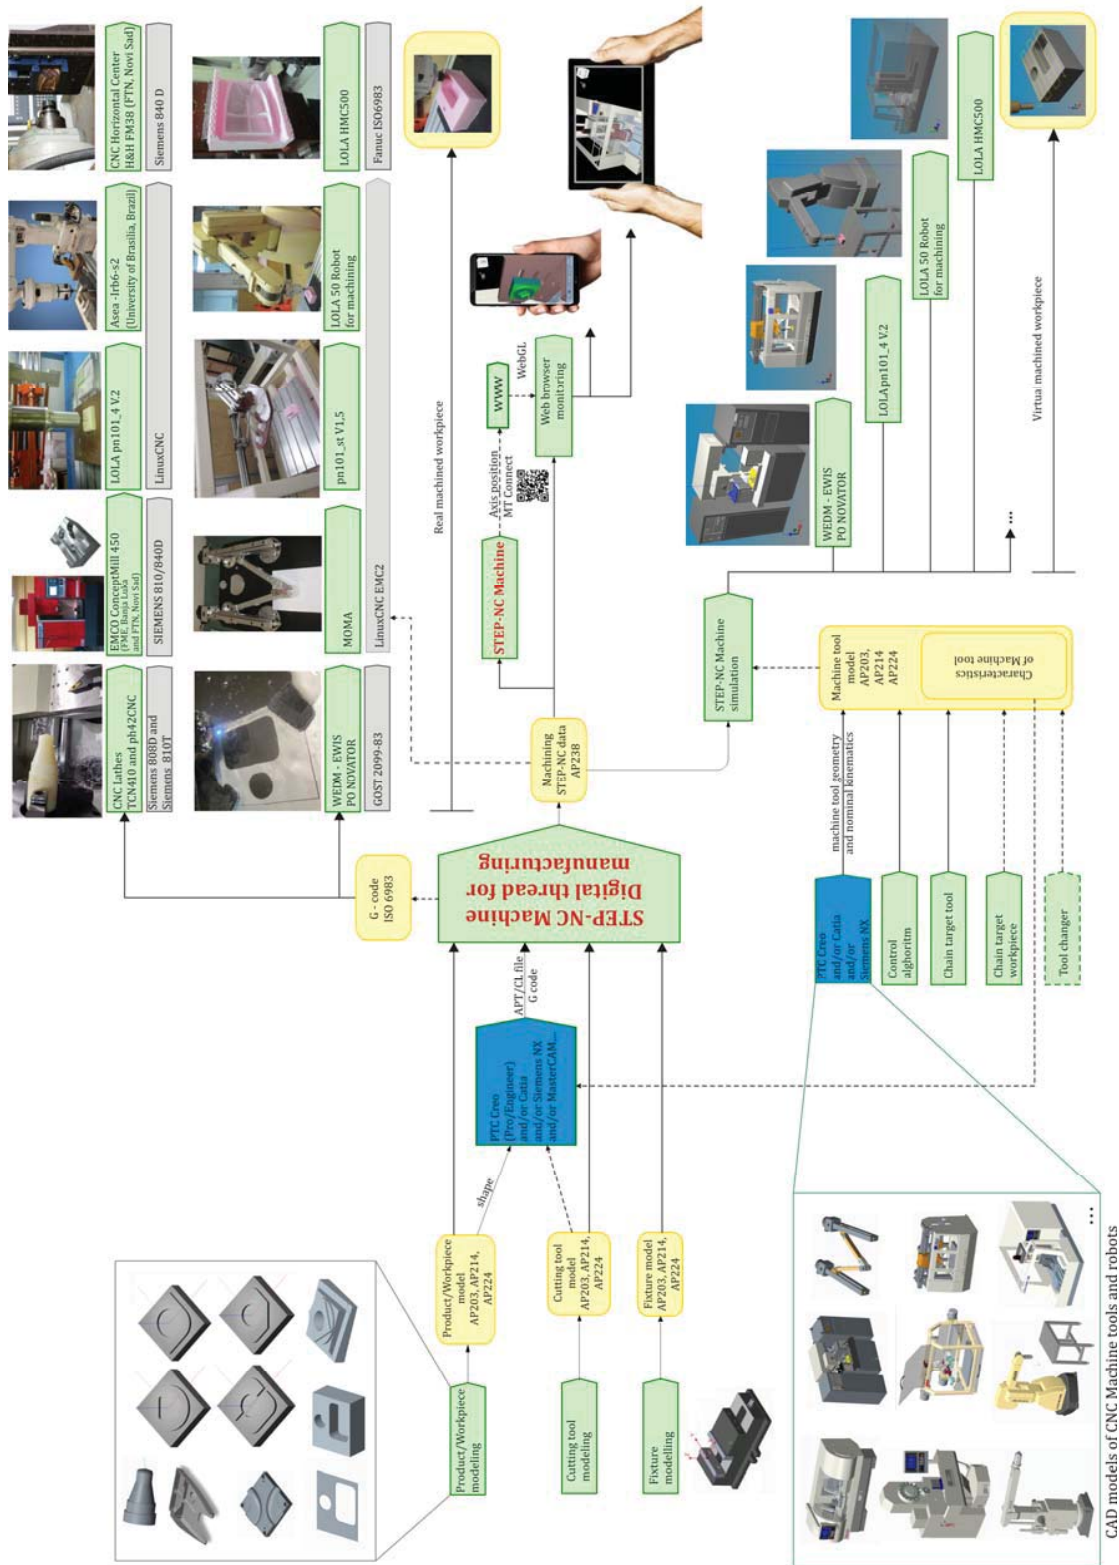 CNC Lathes
TCN410 and ph42CNC
Siemens 808D and
Siemens 810T
EMCO ConceptMill 450
(FME, Banja Luka
and FTN, Novi Sad)
SIEMENS 810/840D
LOLA pn101_4 V.2
LinuxCNC
Asea -Irb6-s2
(University of Brasilia, Brazil)
CNC Horizontal Center
H&H FM38 (FTN, Novi Sad)
Siemens 840 D
WEDM - EWIS
PO NOVATOR
GOST 2099-83
MOMA
LinuxCNC EMC2
pn101_st V1,5
LOLA 50 Robot
for machining
LOLA HMC500
Fanuc ISO6983
Real machined workpiece
G - code
ISO 6983
STEP-NC Machine
Digital thread for
manufacturing
Product/Workpiece
modeling
Product/Workpiece
model
AP203, AP214,
AP224
shape
Cutting tool
modeling
Cutting tool
model
AP203, AP214,
AP224
Fixture
modelling
Fixture model
AP203, AP214,
AP224
PTC Creo
(Pro/Engineer)
and/or Catia
and/or Siemens NX
and/or MasterCAM...
APT/CL file
G code
Nachining
STEP-NC data
AP238
STEP-NC Machine
Axis position
MT Connect
WWW
WebGL
Web browser
monitoring
STEP-NC Machine
simulation
WEDM - EWIS
PO NOVATOR
LOLA pn101_4 V.2
LOLA 50 Robot
for machining
LOLA HMC500
...
Virtual machined workpiece
Machine tool
model
AP203,
AP214
AP224
Characteristics
of Machine tool
machine tool geometry
and nominal kinematics
PTC Creo
and/or Catia
and/or
Siemens NX
Control
alghoritm
Chain target tool
Chain target
workpiece
Tool changer
...
CAD models of CNC Machine tools and robots